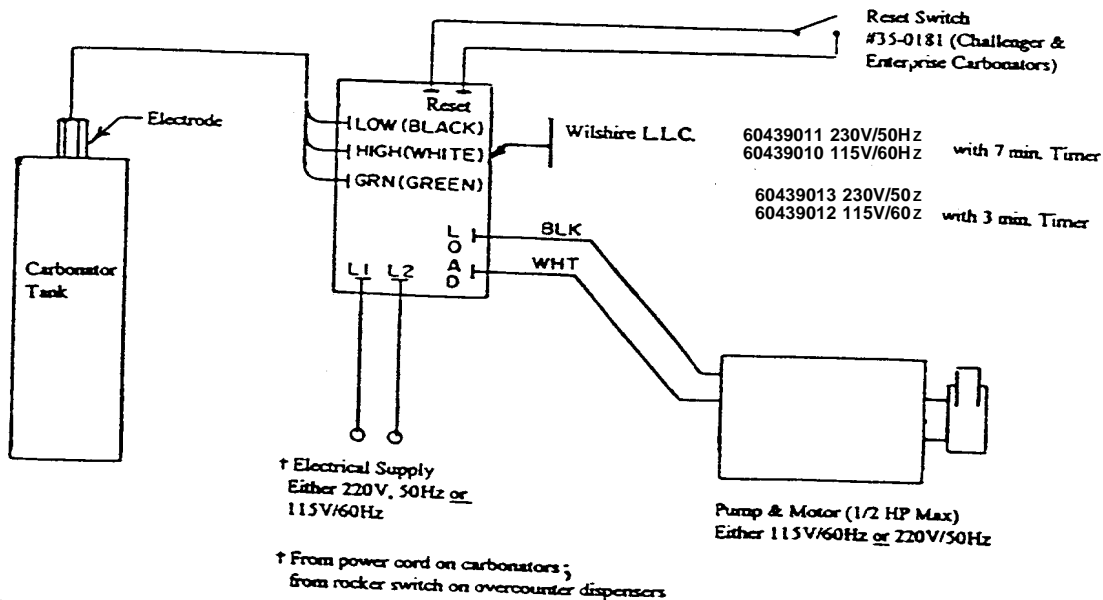 Reset Switch
#35-0181 (Challenger &
Enterprise Carbonators)
Reset
Electrode
LOW (BLACK)
HIGH (WHITE)
GRN (GREEN)
Wilshire L.L.C.
60439011 230V/50Hz
60439010 115V/60Hz
with 7 min. Timer
60439013 230V/50z
60439012 115V/60z
with 3 min. Timer
LOAD
BLK
WHT
L1 L2
Carbonator
Tank
† Electrical Supply
Either 220V, 50Hz or
115V/60Hz
Pump & Motor (1/2 HP Max)
Either 115V/60Hz or 220V/50Hz
† From power cord on carbonators;
from rocker switch on overcounter dispensers